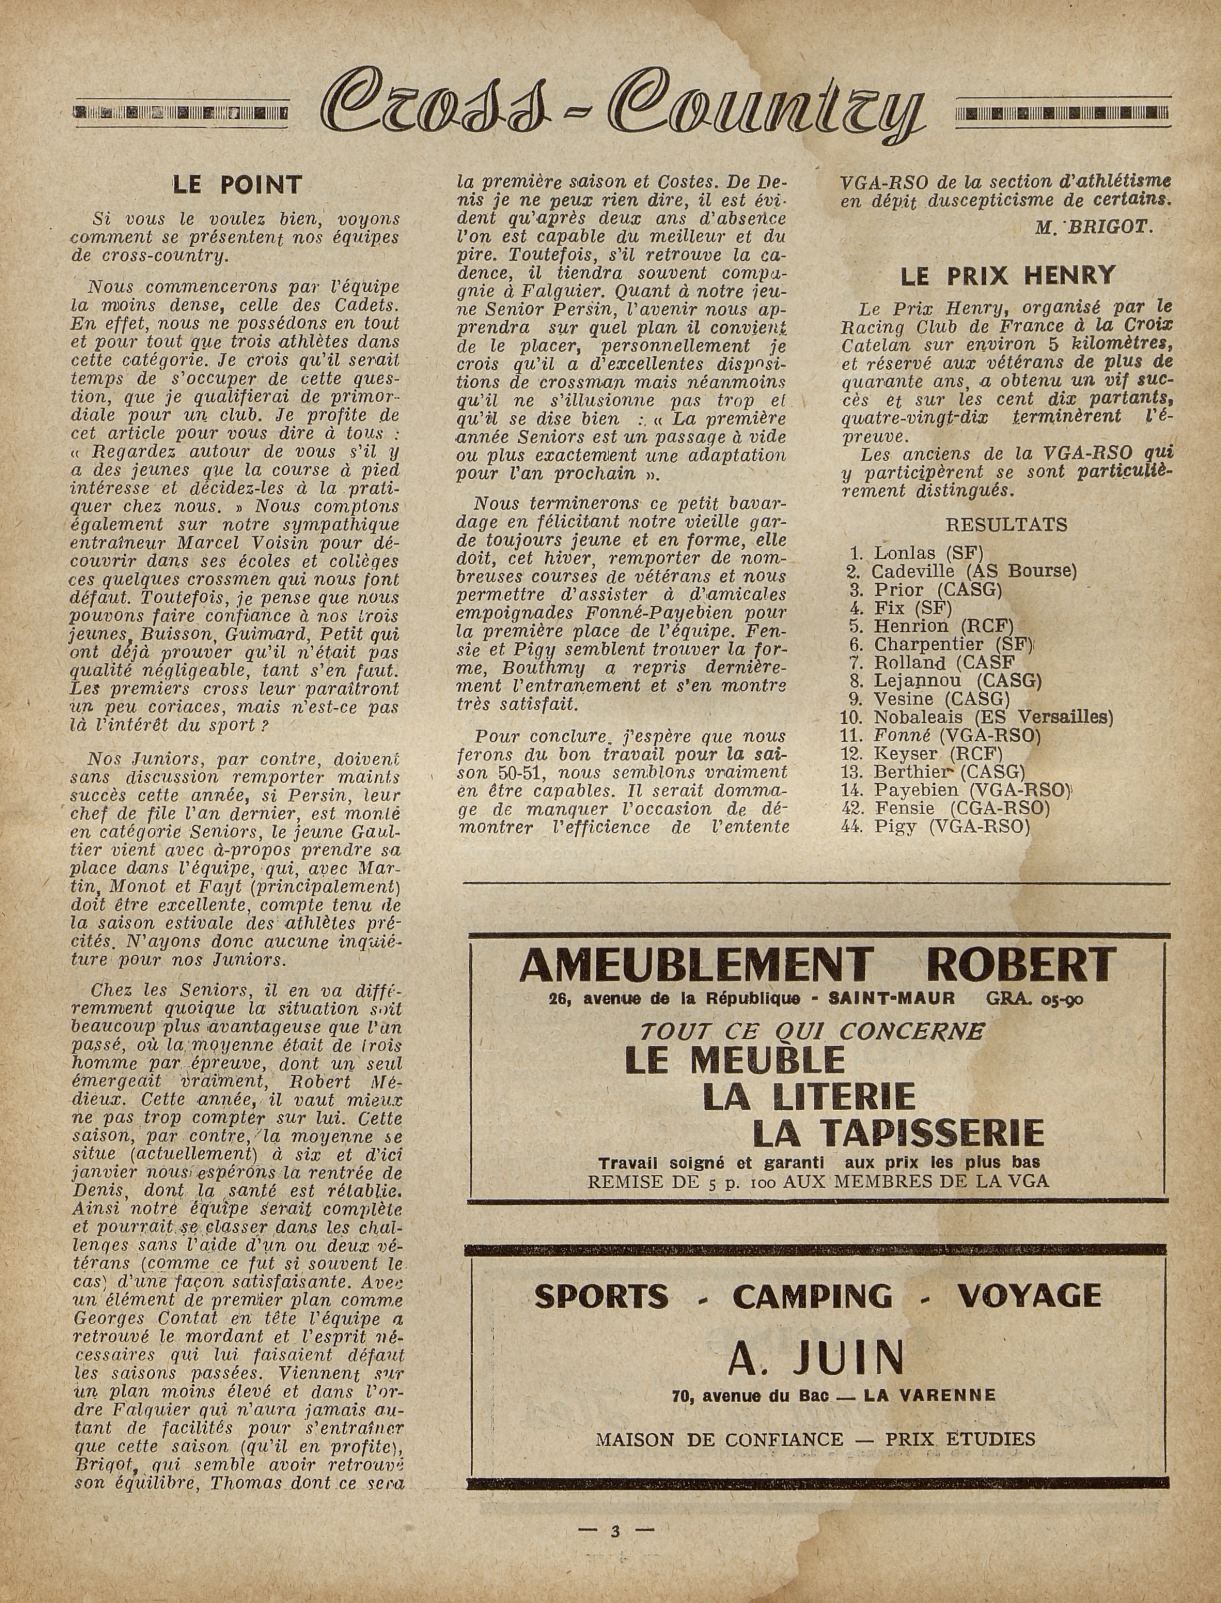 Cross-Country
LE POINT
Si vous le voulez bien, voyons
comment se présentent nos équipes
de cross-country.
Nous commencerons par l'équipe
la moins dense, celle des Cadets.
En effet, nous ne possédons en tout
et pour tout que trois athlètes dans
cette catégorie. Je crois qu'il serait
temps de s'occuper de cette ques-
tion, que je qualifierai de primor-
diale pour un club. Je profite de
cet article pour vous dire à tous :
« Regardez autour de vous s'il y
a des jeunes que la course à pied
intéresse et décidez-les à la prati-
quer chez nous. » Nous comptons
également sur notre sympathique
entraîneur Marcel Voisin pour dé-
couvrir dans ses écoles et collèges
ces quelques crossmen qui nous font
défaut. Toutefois, je pense que nous
pouvons faire confiance à nos trois
jeunes, Buisson, Guimard, Petit qui
ont déjà prouver qu'il n'était pas
qualité négligeable, tant s'en faut.
Les premiers cross leur paraîtront
un peu coriaces, mais n'est-ce pas
là l'intérêt du sport ?
Nos Juniors, par contre, doivent
sans discussion remporter maints
succès cette année, si Persin, leur
chef de file l'an dernier, est monté
en catégorie Seniors, le jeune Gaul-
tier vient avec à-propos prendre sa
place dans l'équipe, qui, avec Mar-
tin, Monot et Fayt (principalement)
doit être excellente, compte tenu de
la saison estivale des athlètes pré-
cités. N'ayons donc aucune inquié-
ture pour nos Juniors.
Chez les Seniors, il en va diffé-
remment quoique la situation soit
beaucoup plus avantageuse que l'an
passé, où la moyenne était de trois
homme par épreuve, dont un seul
émergeait vraiment, Robert Mé-
dieux. Cette année, il vaut mieux
ne pas trop compter sur lui. Cette
saison, par contre, la moyenne se
situe (actuellement) à six et d'ici
janvier nous espérons la rentrée de
Denis, dont la santé est rétablie.
Ainsi notre équipe serait complète
et pourrait se classer dans les chal-
lenges sans l'aide d'un ou deux vé-
térans (comme ce fut si souvent le
cas) d'une façon satisfaisante. Avec
un élément de premier plan comme
Georges Contat en tête l'équipe a
retrouvé le mordant et l'esprit né-
cessaires qui lui faisaient défaut
les saisons passées. Viennent sur
un plan moins élevé et dans l'or-
dre Falquier qui n'aura jamais au-
tant de facilités pour s'entraîner
que cette saison (qu'il en profite),
Brigot, qui semble avoir retrouvé
son équilibre, Thomas dont ce sera
la première saison et Costes. De De-
nis je ne peux rien dire, il est évi-
dent qu'après deux ans d'absence
l'on est capable du meilleur et du
pire. Toutefois, s'il retrouve la ca-
dence, il tiendra souvent compa-
gnie à Falguier. Quant à notre jeu-
ne Senior Persin, l'avenir nous ap-
prendra sur quel plan il convient
de le placer, personnellement je
crois qu'il a d'excellentes disposi-
tions de crossman mais néanmoins
qu'il ne s'illusionne pas trop et
qu'il se dise bien : « La première
année Seniors est un passage à vide
ou plus exactement une adaptation
pour l'an prochain ».
Nous terminerons ce petit bavar-
dage en félicitant notre vieille gar-
de toujours jeune et en forme, elle
doit, cet hiver, remporter de nom-
breuses courses de vétérans et nous
permettre d'assister à d'amicales
empoignades Fonné-Payebien pour
la première place de l'équipe. Fen-
sie et Pigy semblent trouver la for-
me, Bouthmy a repris dernière-
ment l'entranement et s'en montre
très satisfait.
Pour conclure, j'espère que nous
ferons du bon travail pour la sai-
son 50-51, nous semblons vraiment
en être capables. Il serait domma-
ge de manquer l'occasion de dé-
montrer l'efficience de l'entente
VGA-RSO de la section d'athlétisme
en dépit duscepticisme de certains.
M. BRIGOT.
LE PRIX HENRY
Le Prix Henry, organisé par le
Racing Club de France à la Croix
Catelan sur environ 5 kilomètres,
et réservé aux vétérans de plus de
quarante ans, a obtenu un vif suc-
cès et sur les cent dix partants,
quatre-vingt-dix terminèrent l'é-
preuve.
Les anciens de la VGA-RSO qui
y participèrent se sont particuliè-
rement distingués.
RESULTATS
1. Lonlas (SF)
2. Cadeville (AS Bourse)
3. Prior (CASG)
4. Fix (SF)
5. Henrion (RCF)
6. Charpentier (SF)
7. Rolland (CASF
8. Lejannou (CASG)
9. Vesine (CASG)
10. Nobaleais (ES Versailles)
11. Fonné (VGA-RSO)
12. Keyser (RCF)
13. Berthier (CASG)
14. Payebien (VGA-RSO)
42. Fensie (CGA-RSO)
44. Pigy (VGA-RSO)
AMEUBLEMENT ROBERT
26, avenue de la République - SAINT-MAUR GRA. 05-90
TOUT CE QUI CONCERNE
LE MEUBLE
LA LITERIE
LA TAPISSERIE
Travail soigné et garanti aux prix les plus bas
REMISE DE 5 p. 100 AUX MEMBRES DE LA VGA
SPORTS - CAMPING - VOYAGE
A. JUIN
70, avenue du Bac — LA VARENNE
MAISON DE CONFIANCE — PRIX ETUDIES
— 3 —